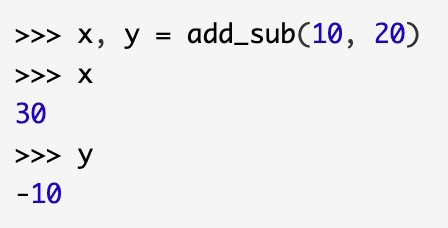 >>> x, y = add_sub(10, 20)
>>> x
30
>>> y
-10